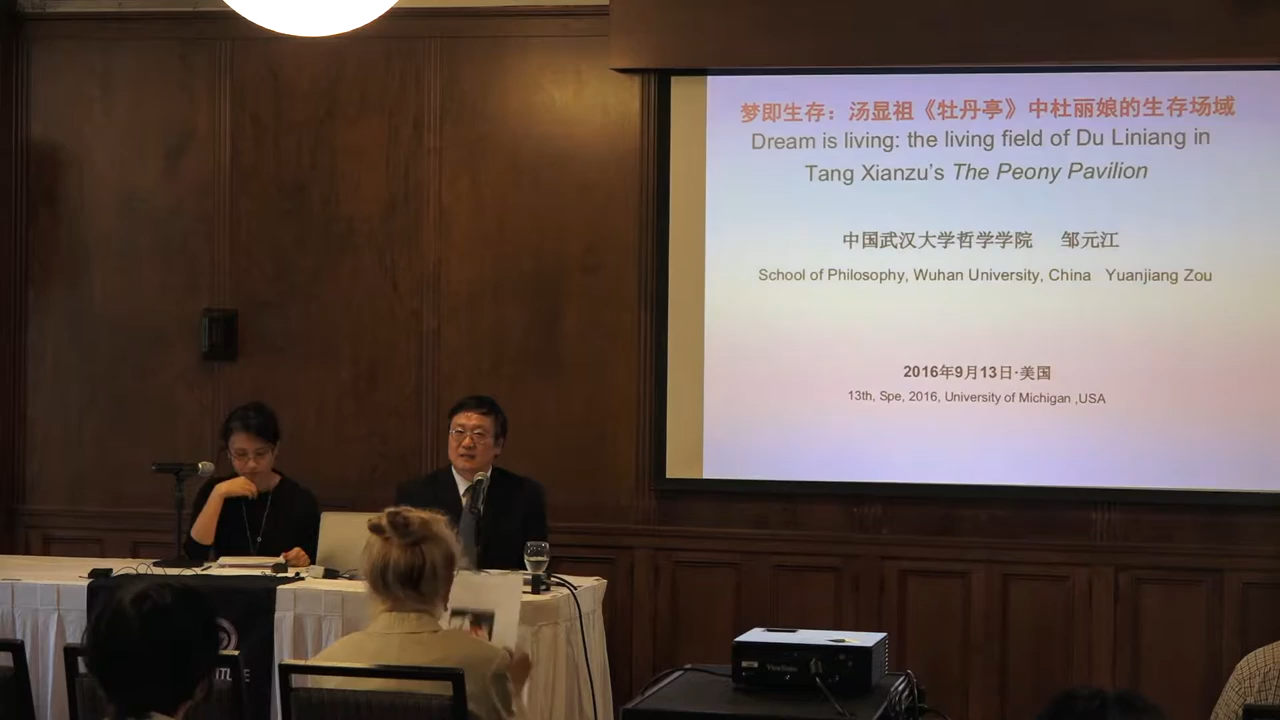 梦即生存：汤显祖《牡丹亭》中杜丽娘的生存场域
Dream is living: the living field of Du Liniang in
Tang Xianzu's The Peony Pavilion
中国武汉大学哲学学院 邹元江
School of Philosophy, Wuhan University, China Yuanjiang Zou
2016年9月13日·美国
13th, Spe, 2016, University of Michigan ,USA
ViewSonic